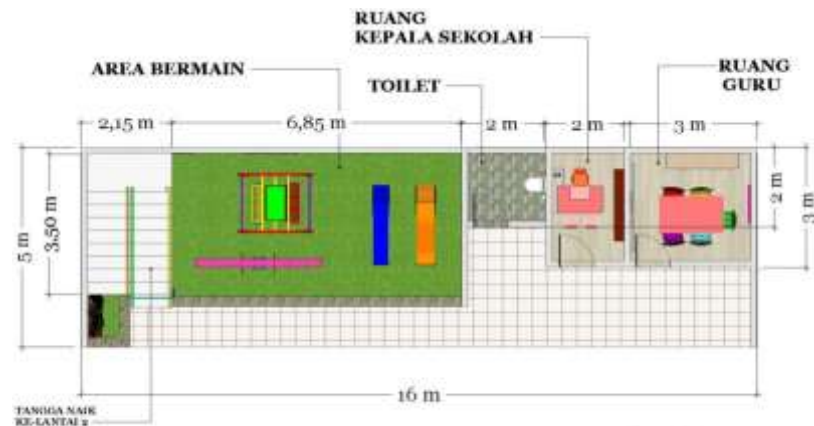 RUANG
KEPALA SEKOLAH
AREA BERMAIN
TOILET
RUANG
GURU
2,15 m
6,85 m
2 m
2 m
3 m
5 m
3.50 m
2 m
3 m
16 m
TANGGA NAIK
KE-LANTAI 2